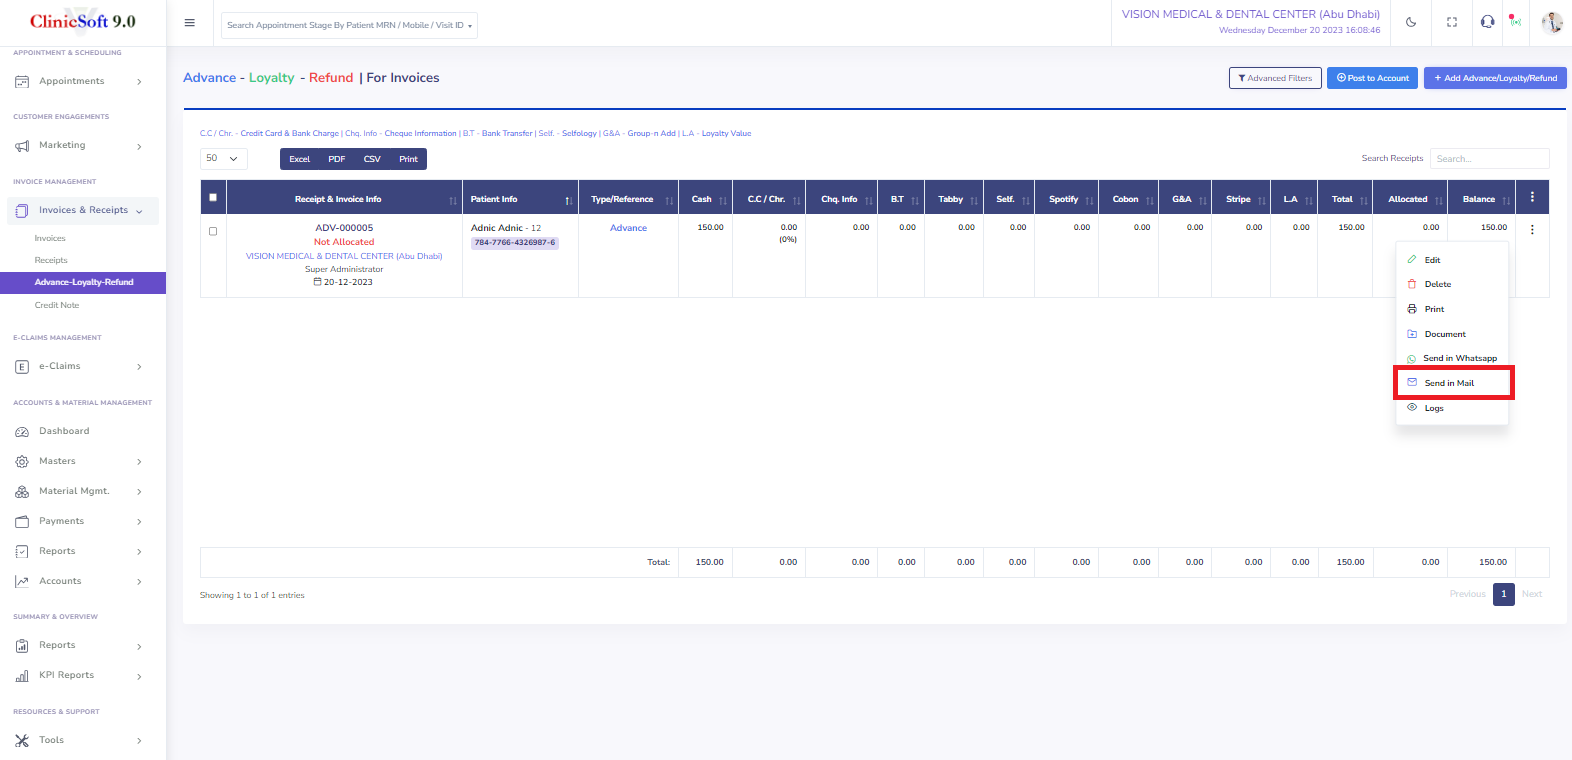 ClinicSoft 9.0
Search Appointment Stage By Patient MRN / Mobile / Visit ID
VISION MEDICAL & DENTAL CENTER (Abu Dhabi)
Wednesday December 20 2023 16:08:46
APPOINTMENT & SCHEDULING
Appointments
CUSTOMER ENGAGEMENTS
Marketing
INVOICE MANAGEMENT
Invoices & Receipts
Invoices
Receipts
Advance-Loyalty-Refund
Credit Note
E-CLAIMS MANAGEMENT
E e-Claims
ACCOUNTS & MATERIAL MANAGEMENT
Dashboard
Masters
Material Mgmt.
Payments
Reports
Accounts
SUMMARY & OVERVIEW
Reports
KPI Reports
RESOURCES & SUPPORT
Tools
Advance - Loyalty - Refund | For Invoices
Advanced Filters
Post to Account
+ Add Advance/Loyalty/Refund
C.C / Chr. - Credit Card & Bank Charge | Chq. Info - Cheque Information | B.T - Bank Transfer | Self. - Selfology | G&A - Group-n Add | L.A - Loyalty Value
50
Excel PDF CSV Print
Search Receipts Search...
Receipt & Invoice Info Patient Info Type/Reference Cash C.C / Chr. Chq. Info B.T Tabby Self. Spotify Cobon G&A Stripe L.A Total Allocated Balance
ADV-000005 Adnic Adnic - 12 Advance 150.00 0.00 0.00 0.00 0.00 0.00 0.00 0.00 0.00 0.00 0.00 150.00 0.00 150.00
Not Allocated 784-7766-4326987-6 (0%)
VISION MEDICAL & DENTAL CENTER (Abu Dhabi)
Super Administrator
20-12-2023
Edit
Delete
Print
Document
Send in Whatsapp
Send in Mail
Logs
Total: 150.00 0.00 0.00 0.00 0.00 0.00 0.00 0.00 0.00 0.00 0.00 150.00 0.00 150.00
Showing 1 to 1 of 1 entries
Previous 1 Next